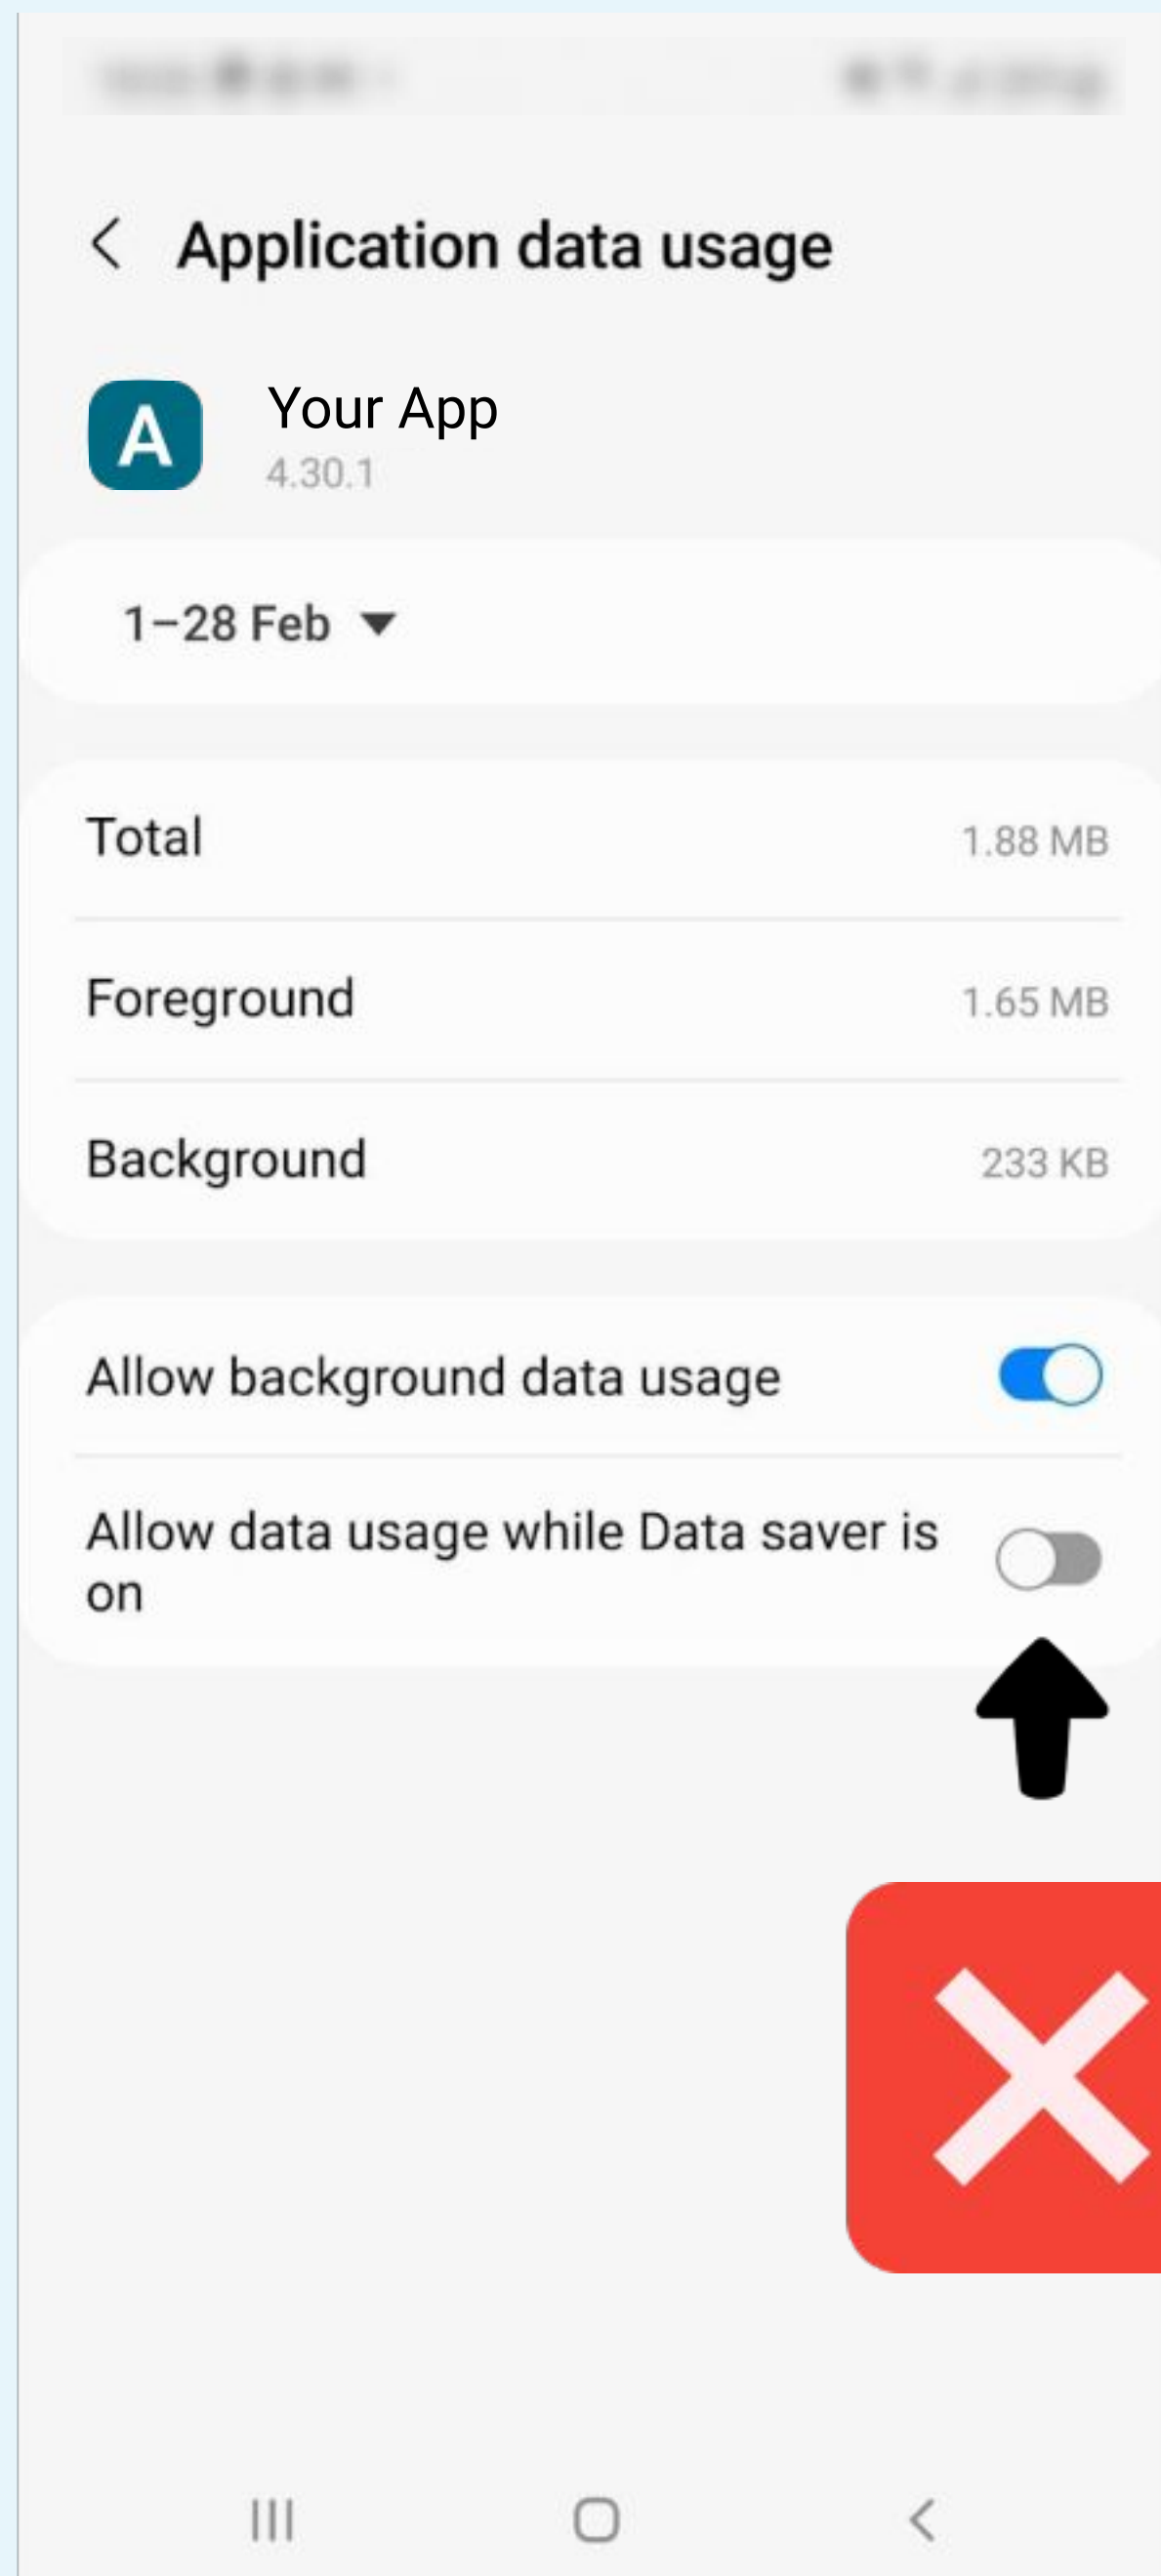 Application data usage
A
Your App
4.30.1
1–28 Feb
Total
1.88 MB
Foreground
1.65 MB
Background
233 KB
Allow background data usage
Allow data usage while Data saver is
on